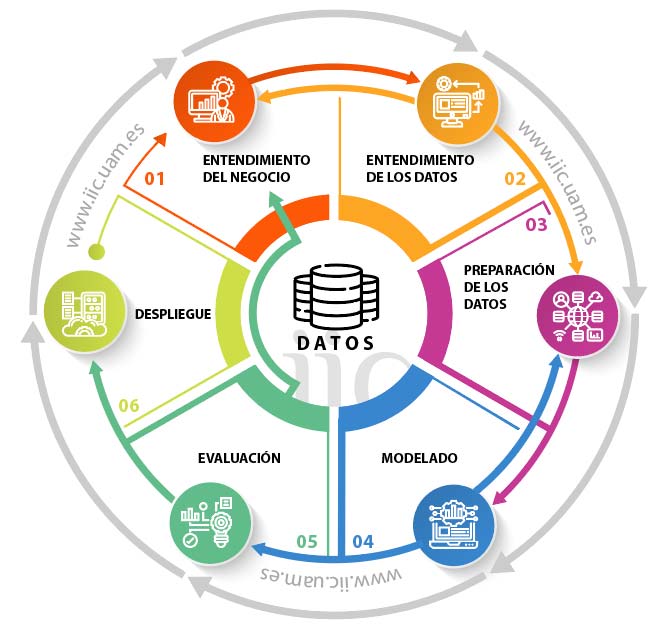 www.iic.uam.es
www.iic.uam.es
01
ENTENDIMIENTO
DEL NEGOCIO
ENTENDIMIENTO
DE LOS DATOS
02
03
PREPARACIÓN
DE LOS
DATOS
DESPLIEGUE
DATOS
iic
06
EVALUACIÓN
MODELADO
05
04
www.iic.uam.es